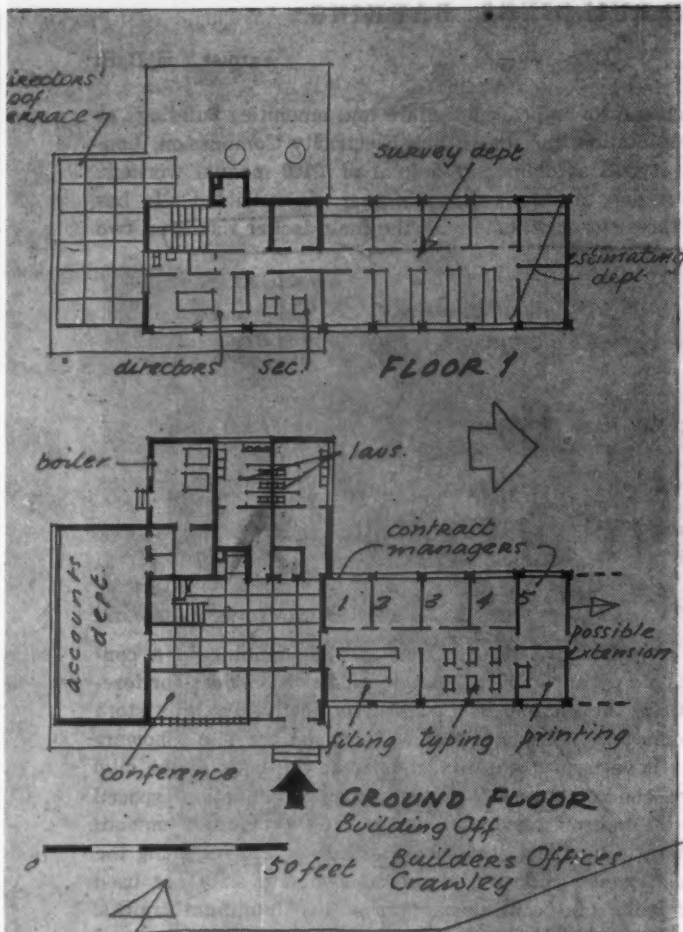 directors'
roof
terrace
survey dept
estimating
dept
directors
sec.
FLOOR 1
boiler
lavs.
contract
managers
accounts
dept.
1 2 3 4 5
possible
extension
filing typing printing
conference
GROUND FLOOR
Building Off
0
50 feet
Builders Offices
Crawley